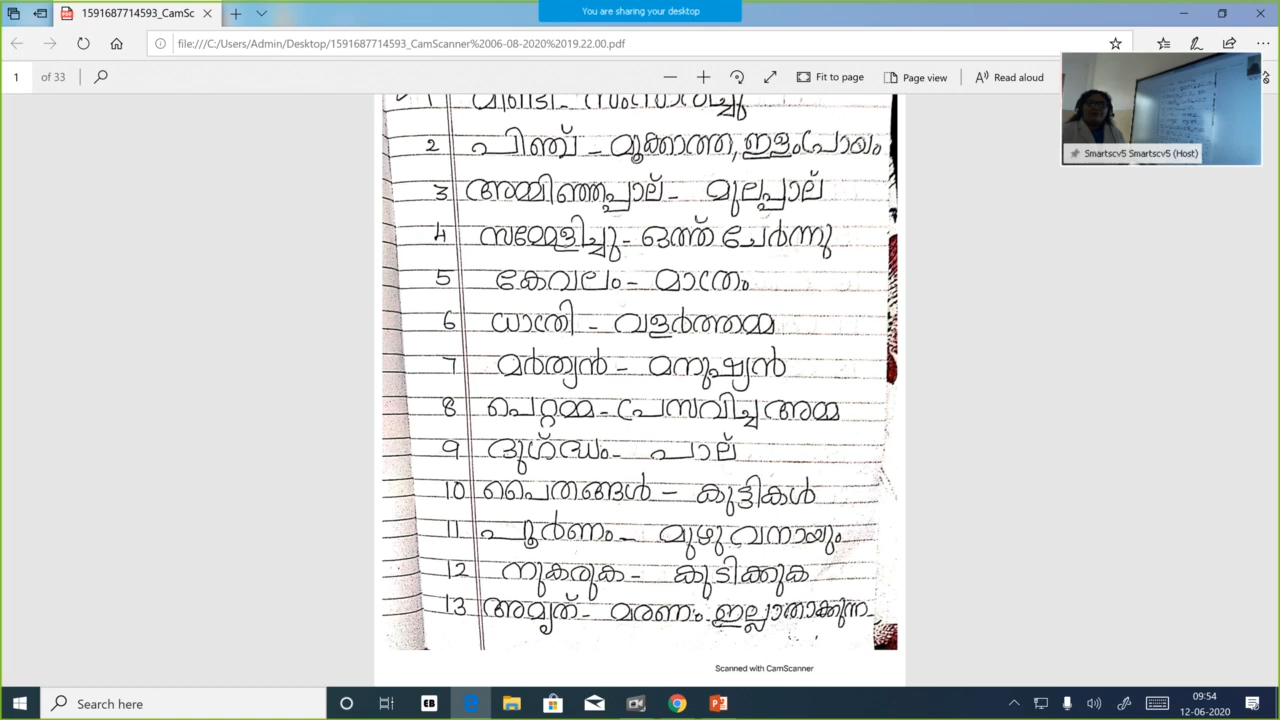 You are sharing your desktop
1591687714593_CamSc
file:///C:/Users/Admin/Desktop/1591687714593_CamScanner%2006-08-2020%2019.22.00.pdf
1 of 33 Fit to page Page view Read aloud
2 പിഞ്ച് - മൂക്കാത്ത, ഇളംപ്രായം
Smartscv5 Smartscv5 (Host)
3 അമ്മിഞ്ഞപ്പാല് - മുലപ്പാല്
4 സമ്മേളിച്ചു - ഒത്ത് ചേർന്നു
5 കേവലം - മാത്രം
6 ധാത്രി - വളർത്തമ്മ
7 മർത്യൻ - മനുഷ്യൻ
8 പെറ്റമ്മ - പ്രസവിച്ച അമ്മ
9 ദുഗ്ദ്ധം - പാല്
10 പൈതങ്ങൾ - കുട്ടികൾ
11 പൂർണം - മുഴുവനായും
12 നുകരുക - കുടിക്കുക
13 അമൃത് - മരണം ഇല്ലാതാക്കുന്ന
Scanned with CamScanner
Search here
09:54
12-06-2020